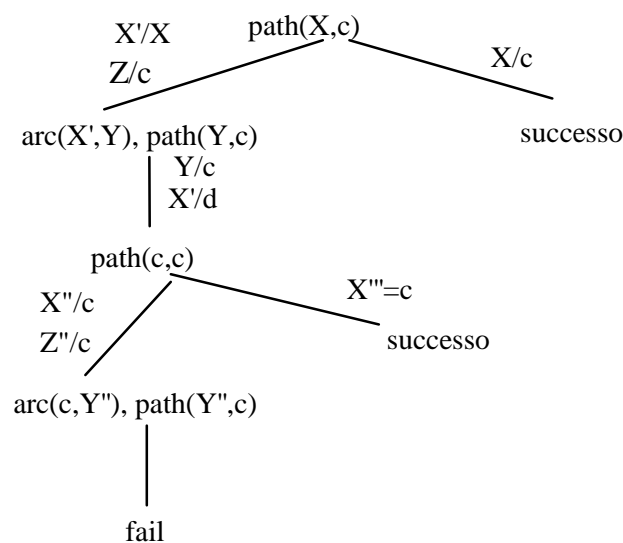 path(X,c)
X'/X
Z/c
X/c
arc(X',Y), path(Y,c)
successo
Y/c
X'/d
path(c,c)
X''/c
Z''/c
X'''=c
successo
arc(c,Y''), path(Y'',c)
fail